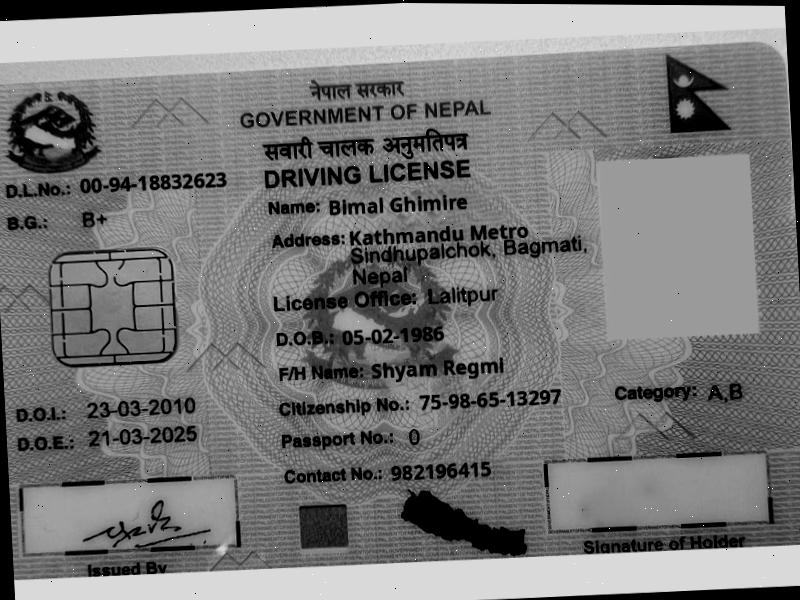 नेपाल सरकार
GOVERNMENT OF NEPAL
सवारी चालक अनुमतिपत्र
DRIVING LICENSE
D.L.No.: 00-94-18832623
B.G.: B+
Name: Bimal Ghimire
Address: Kathmandu Metro
Sindhupalchok, Bagmati,
Nepal
License Office: Lalitpur
D.O.B.: 05-02-1986
F/H Name: Shyam Regmi
D.O.I.: 23-03-2010
Citizenship No.: 75-98-65-13297
Category: A,B
D.O.E.: 21-03-2025
Passport No.: 0
Contact No.: 982196415
Issued By
Signature of Holder